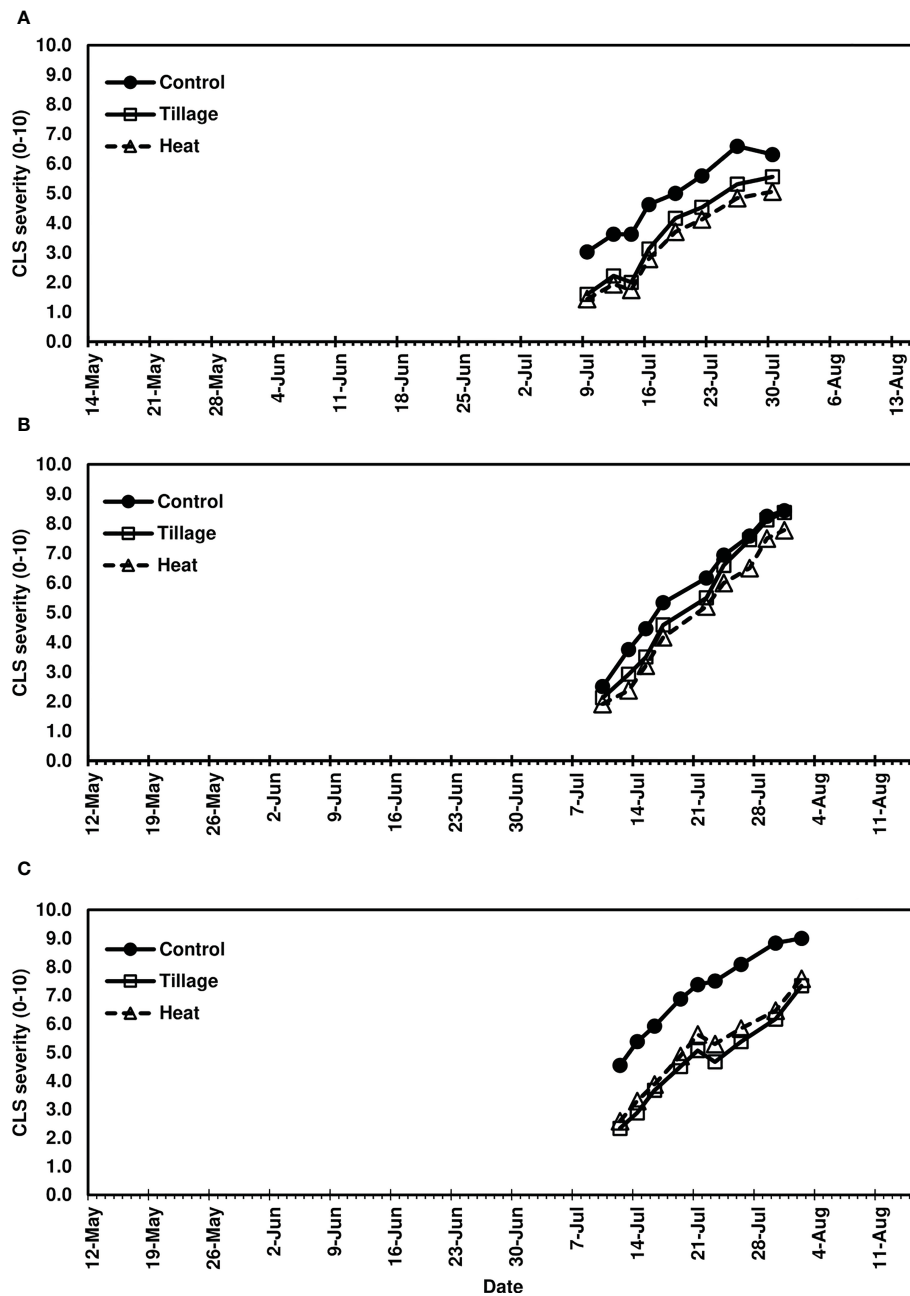 A
CLS severity (0-10)
10.0
9.0
8.0
7.0
6.0
5.0
4.0
3.0
2.0
1.0
0.0
Control
Tillage
Heat
14-May
21-May
28-May
4-Jun
11-Jun
18-Jun
25-Jun
2-Jul
9-Jul
16-Jul
23-Jul
30-Jul
6-Aug
13-Aug
B
CLS severity (0-10)
10.0
9.0
8.0
7.0
6.0
5.0
4.0
3.0
2.0
1.0
0.0
Control
Tillage
Heat
12-May
19-May
26-May
2-Jun
9-Jun
16-Jun
23-Jun
30-Jun
7-Jul
14-Jul
21-Jul
28-Jul
4-Aug
11-Aug
C
CLS severity (0-10)
10.0
9.0
8.0
7.0
6.0
5.0
4.0
3.0
2.0
1.0
0.0
Control
Tillage
Heat
12-May
19-May
26-May
2-Jun
9-Jun
16-Jun
23-Jun
30-Jun
7-Jul
14-Jul
21-Jul
28-Jul
4-Aug
11-Aug
Date